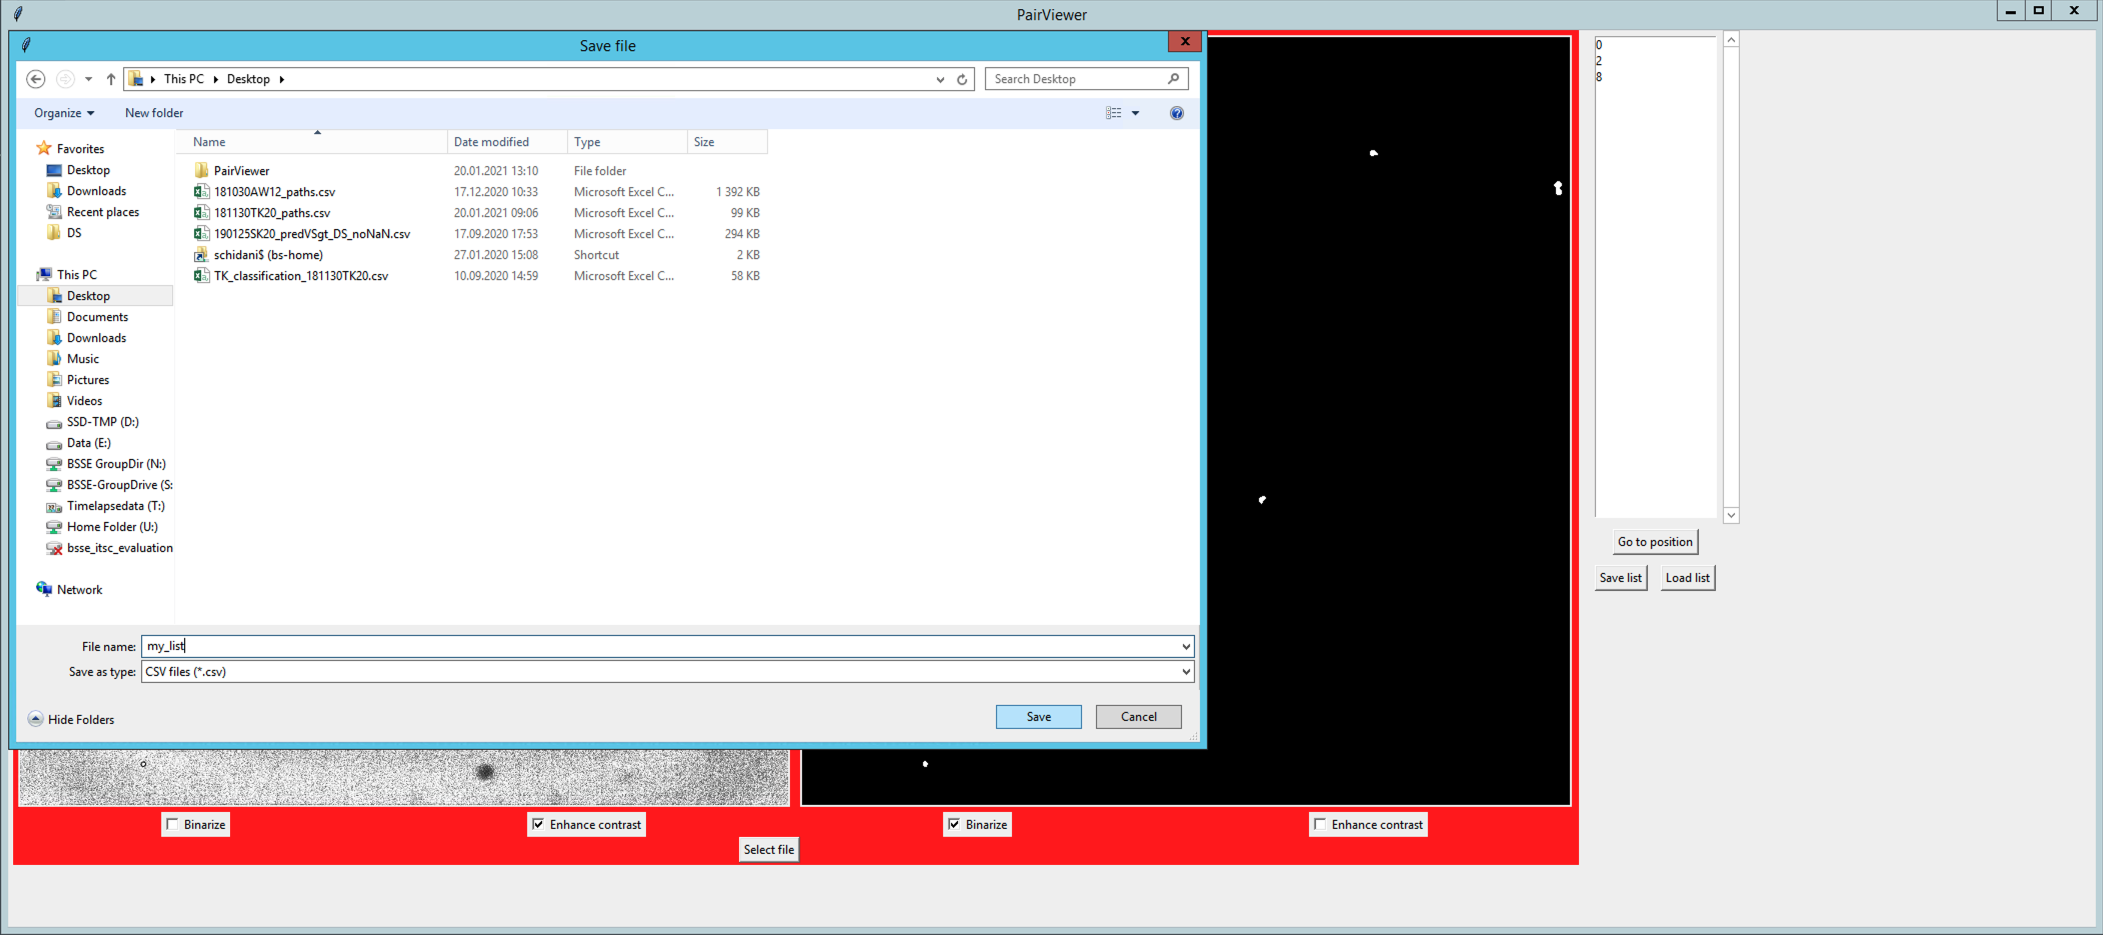 PairViewer
Save file
This PC Desktop
Search Desktop
Organize
New folder
Name Date modified Type Size
Favorites
Desktop
Downloads
Recent places
DS
This PC
Desktop
Documents
Downloads
Music
Pictures
Videos
SSD-TMP (D:)
Data (E:)
BSSE GroupDir (N:)
BSSE-GroupDrive (S:
Timelapsedata (T:)
Home Folder (U:)
bsse_itsc_evaluation
Network
PairViewer 20.01.2021 13:10 File folder
181030AW12_paths.csv 17.12.2020 10:33 Microsoft Excel C... 1 392 KB
181130TK20_paths.csv 20.01.2021 09:06 Microsoft Excel C... 99 KB
190125SK20_predVSgt_DS_noNaN.csv 17.09.2020 17:53 Microsoft Excel C... 294 KB
schidani$ (bs-home) 27.01.2020 15:08 Shortcut 2 KB
TK_classification_181130TK20.csv 10.09.2020 14:59 Microsoft Excel C... 58 KB
File name: my_list
Save as type: CSV files (*.csv)
Hide Folders
Save
Cancel
0
2
8
Go to position
Save list
Load list
Binarize
Enhance contrast
Binarize
Enhance contrast
Select file